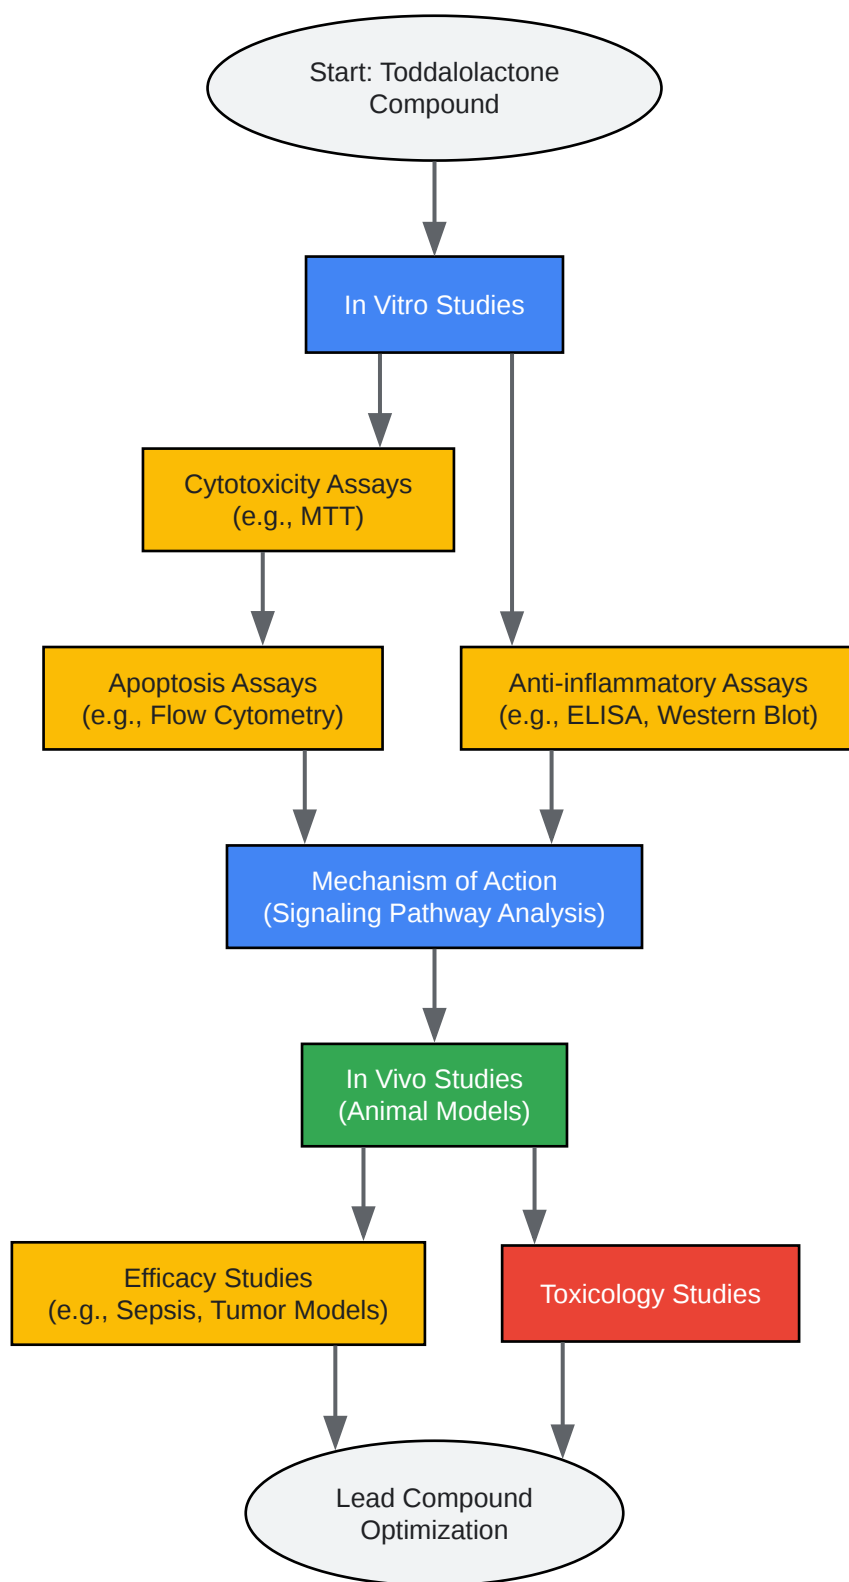 Start: Toddalolactone
Compound
In Vitro Studies
Cytotoxicity Assays
(e.g., MTT)
Apoptosis Assays
(e.g., Flow Cytometry)
Anti-inflammatory Assays
(e.g., ELISA, Western Blot)
Mechanism of Action
(Signaling Pathway Analysis)
In Vivo Studies
(Animal Models)
Efficacy Studies
(e.g., Sepsis, Tumor Models)
Toxicology Studies
Lead Compound
Optimization